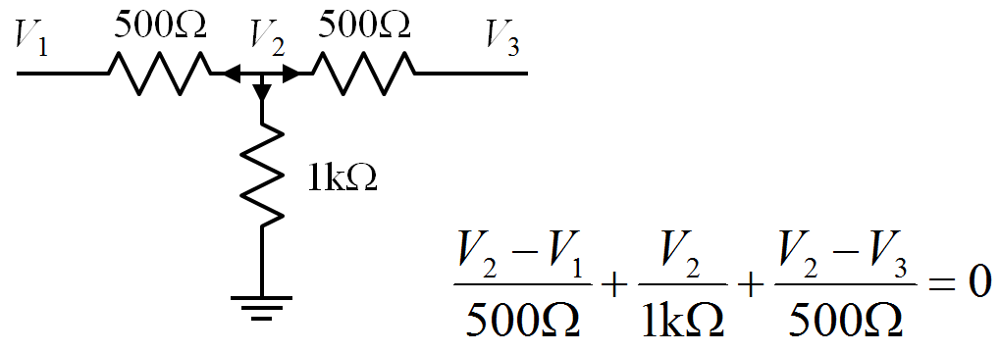 V₁ 500Ω V₂ 500Ω V₃
1kΩ
(V₂ − V₁)/500Ω + V₂/1kΩ + (V₂ − V₃)/500Ω = 0